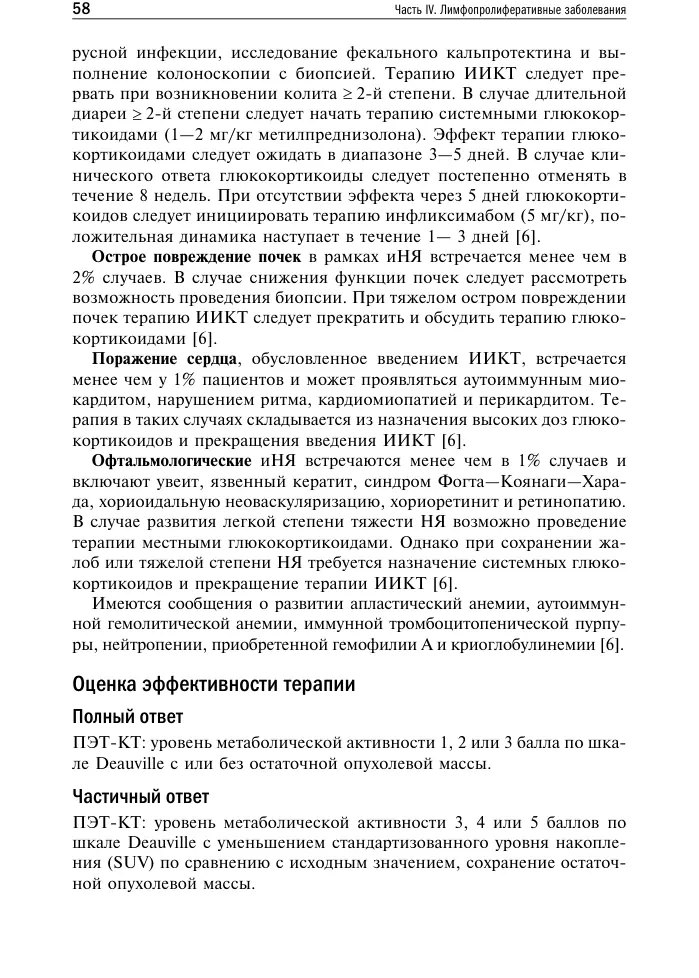 58
Часть IV. Лимфопролиферативные заболевания
русной инфекции, исследование фекального кальпротектина и вы-
полнение колоноскопии с биопсией. Терапию ИИКТ следует пре-
рвать при возникновении колита ≥ 2-й степени. В случае длительной
диареи ≥ 2-й степени следует начать терапию системными глюкокор-
тикоидами (1—2 мг/кг метилпреднизолона). Эффект терапии глюко-
кортикоидами следует ожидать в диапазоне 3—5 дней. В случае кли-
нического ответа глюкокортикоиды следует постепенно отменять в
течение 8 недель. При отсутствии эффекта через 5 дней глюкокорти-
коидов следует инициировать терапию инфликсимабом (5 мг/кг), по-
ложительная динамика наступает в течение 1— 3 дней [6].
Острое повреждение почек в рамках иНЯ встречается менее чем в
2% случаев. В случае снижения функции почек следует рассмотреть
возможность проведения биопсии. При тяжелом остром повреждении
почек терапию ИИКТ следует прекратить и обсудить терапию глюко-
кортикоидами [6].
Поражение сердца, обусловленное введением ИИКТ, встречается
менее чем у 1% пациентов и может проявляться аутоиммунным мио-
кардитом, нарушением ритма, кардиомиопатией и перикардитом. Те-
рапия в таких случаях складывается из назначения высоких доз глюко-
кортикоидов и прекращения введения ИИКТ [6].
Офтальмологические иНЯ встречаются менее чем в 1% случаев и
включают увеит, язвенный кератит, синдром Фогта—Коянаги—Хара-
да, хориоидальную неоваскуляризацию, хориоретинит и ретинопатию.
В случае развития легкой степени тяжести НЯ возможно проведение
терапии местными глюкокортикоидами. Однако при сохранении жа-
лоб или тяжелой степени НЯ требуется назначение системных глюко-
кортикоидов и прекращение терапии ИИКТ [6].
Имеются сообщения о развитии апластический анемии, аутоиммун-
ной гемолитической анемии, иммунной тромбоцитопенической пурпу-
ры, нейтропении, приобретенной гемофилии А и криоглобулинемии [6].
Оценка эффективности терапии
Полный ответ
ПЭТ-КТ: уровень метаболической активности 1, 2 или 3 балла по шка-
ле Deauville с или без остаточной опухолевой массы.
Частичный ответ
ПЭТ-КТ: уровень метаболической активности 3, 4 или 5 баллов по
шкале Deauville с уменьшением стандартизованного уровня накопле-
ния (SUV) по сравнению с исходным значением, сохранение остаточ-
ной опухолевой массы.